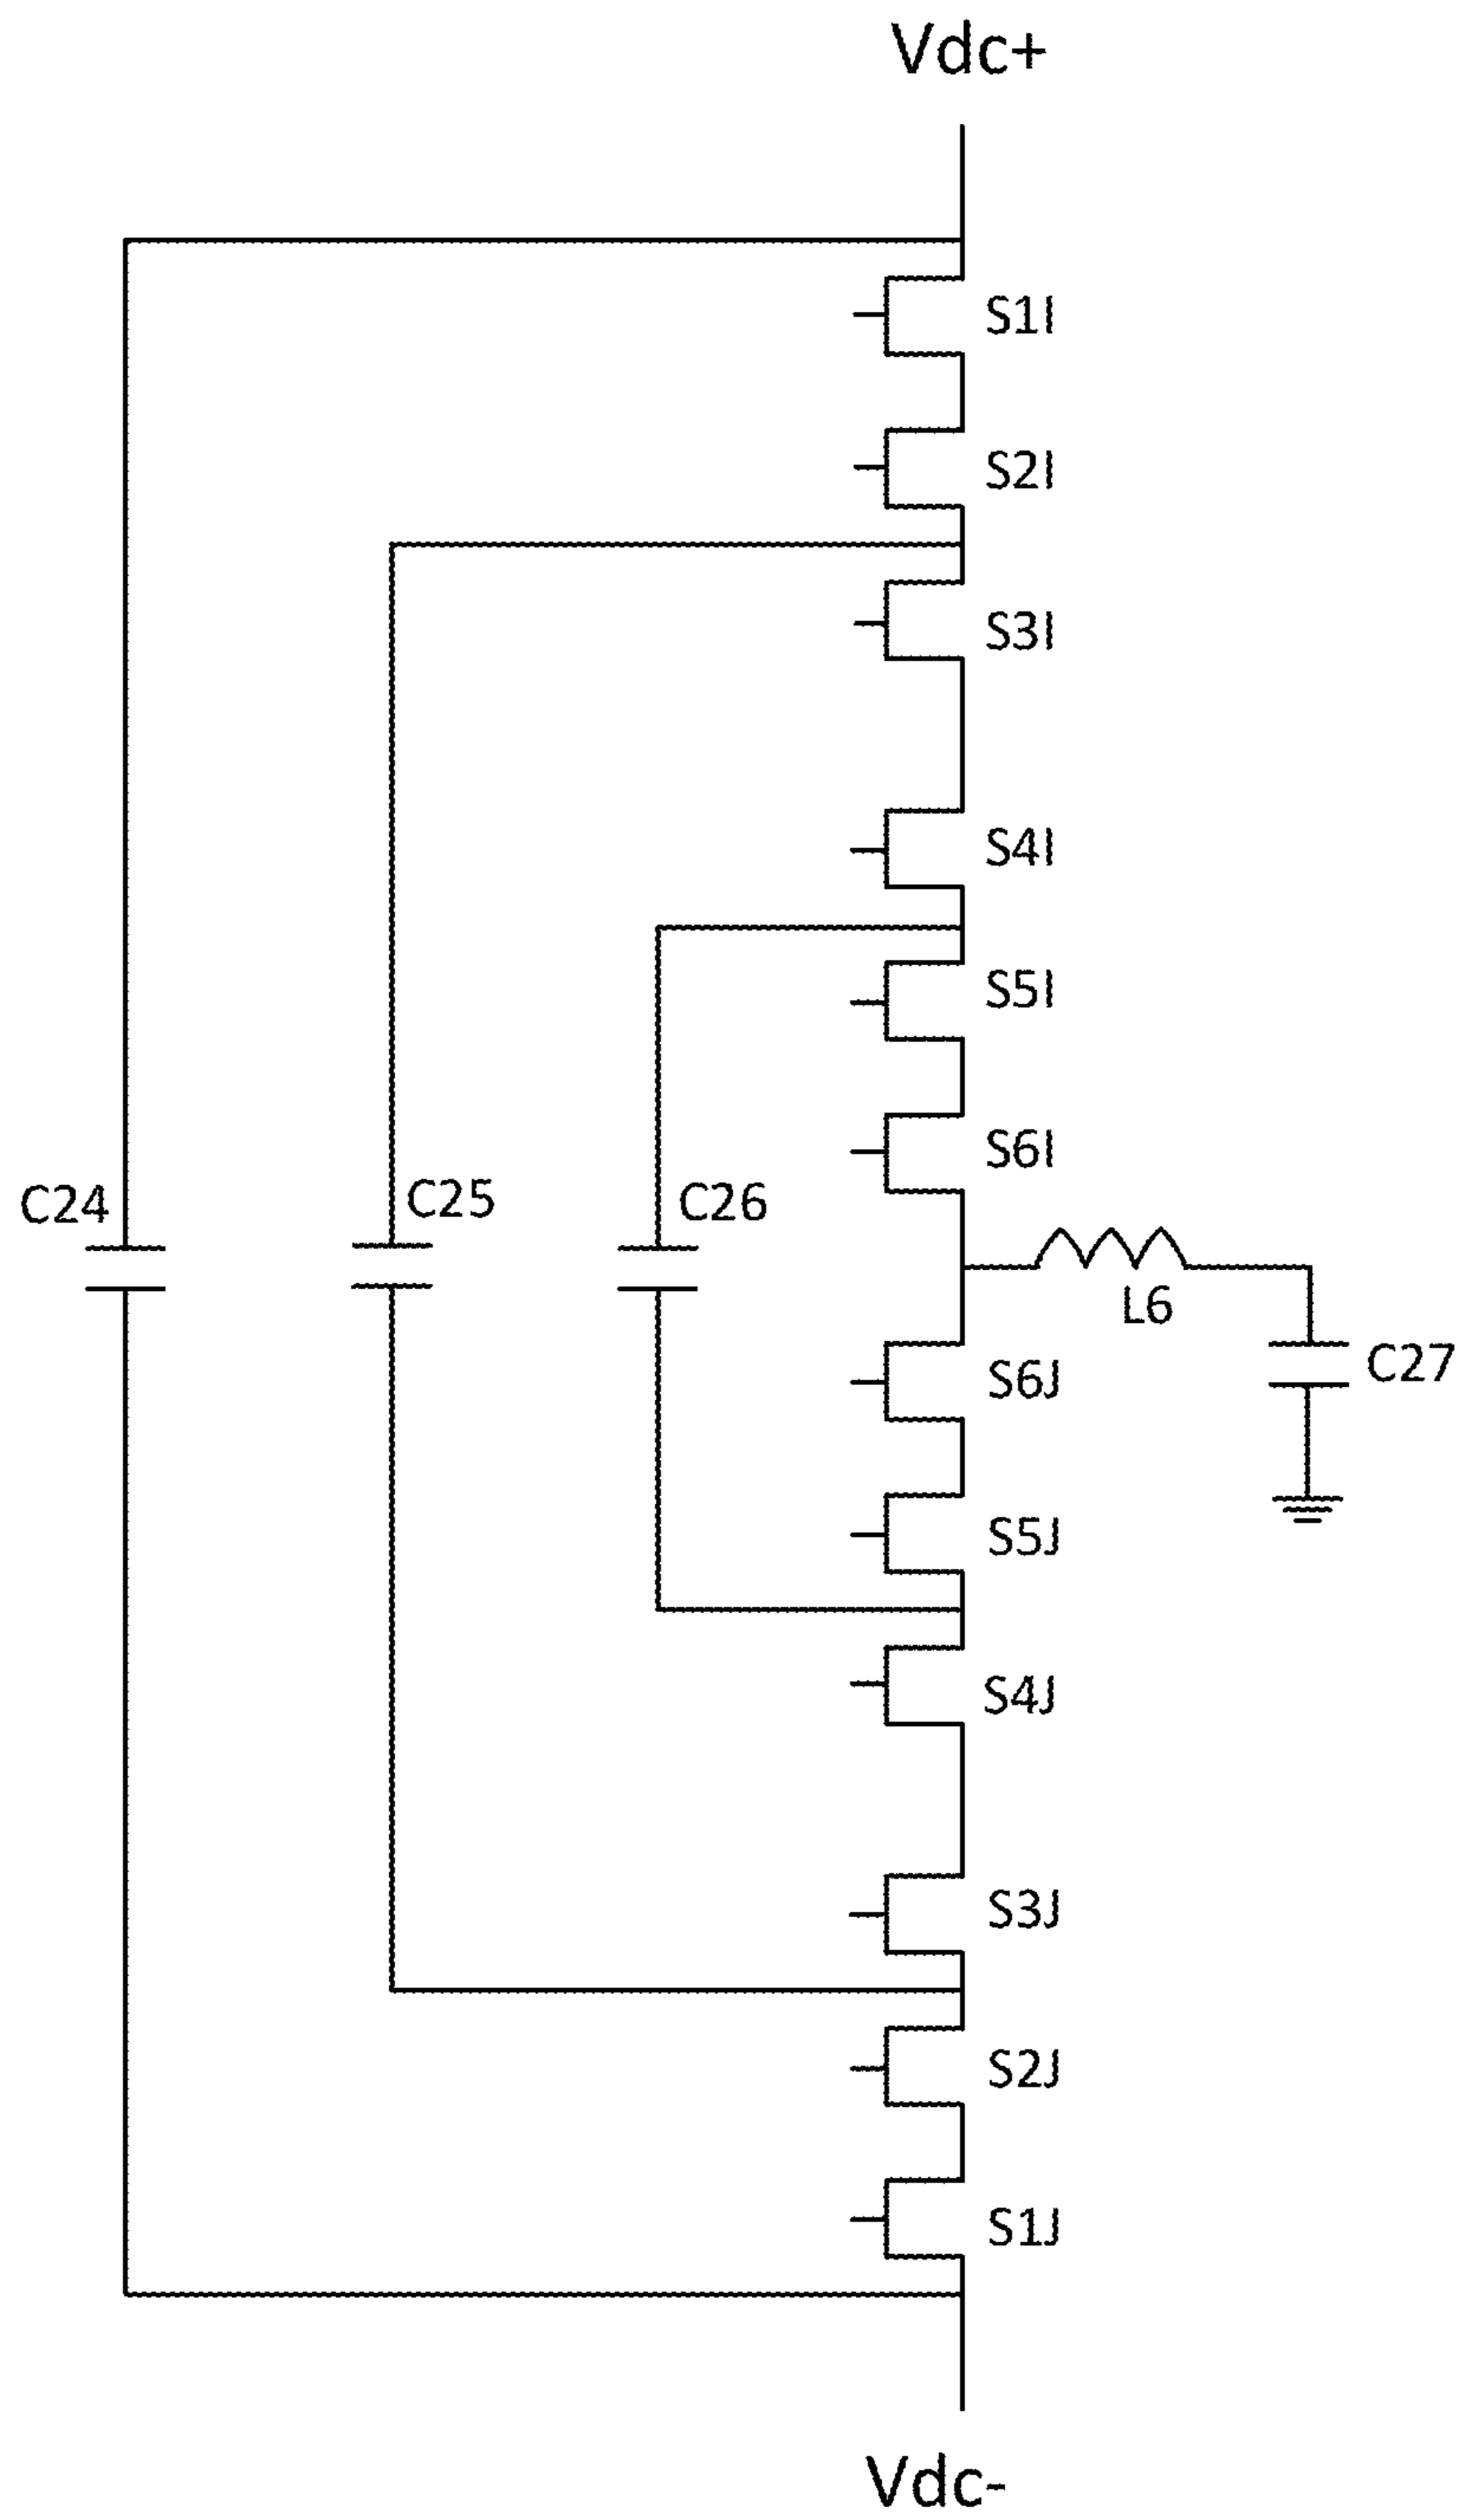 Vdc+
S1I
S2I
S3I
S4I
S5I
S6I
C24
C25
C26
L6
C27
S6J
S5J
S4J
S3J
S2J
S1J
Vdc-